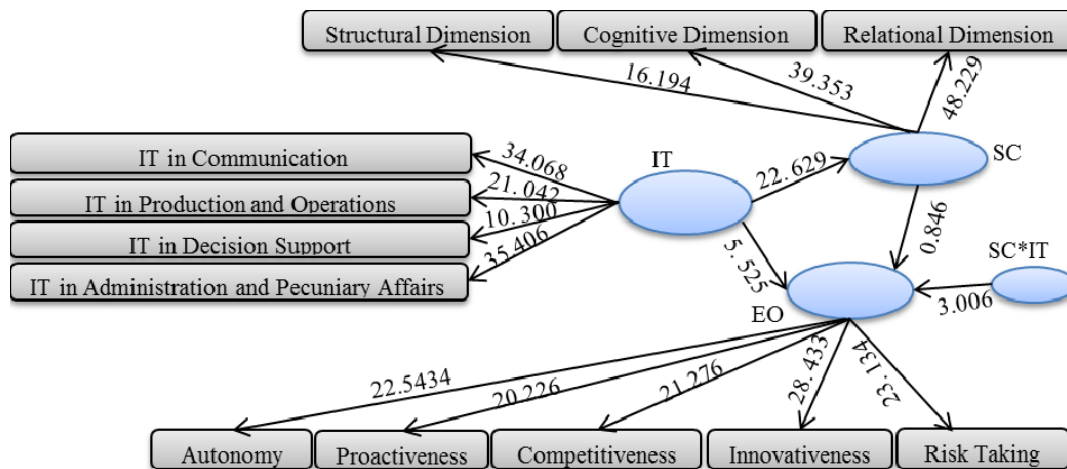 Structural Dimension
Cognitive Dimension
Relational Dimension
16.194
39.353
48.229
IT in Communication
IT in Production and Operations
IT in Decision Support
IT in Administration and Pecuniary Affairs
34.068
21.042
10.300
35.406
IT
22.629
SC
5.525
0.846
SC*IT
3.006
EO
22.5434
20.226
21.276
28.433
23.134
Autonomy
Proactiveness
Competitiveness
Innovativeness
Risk Taking